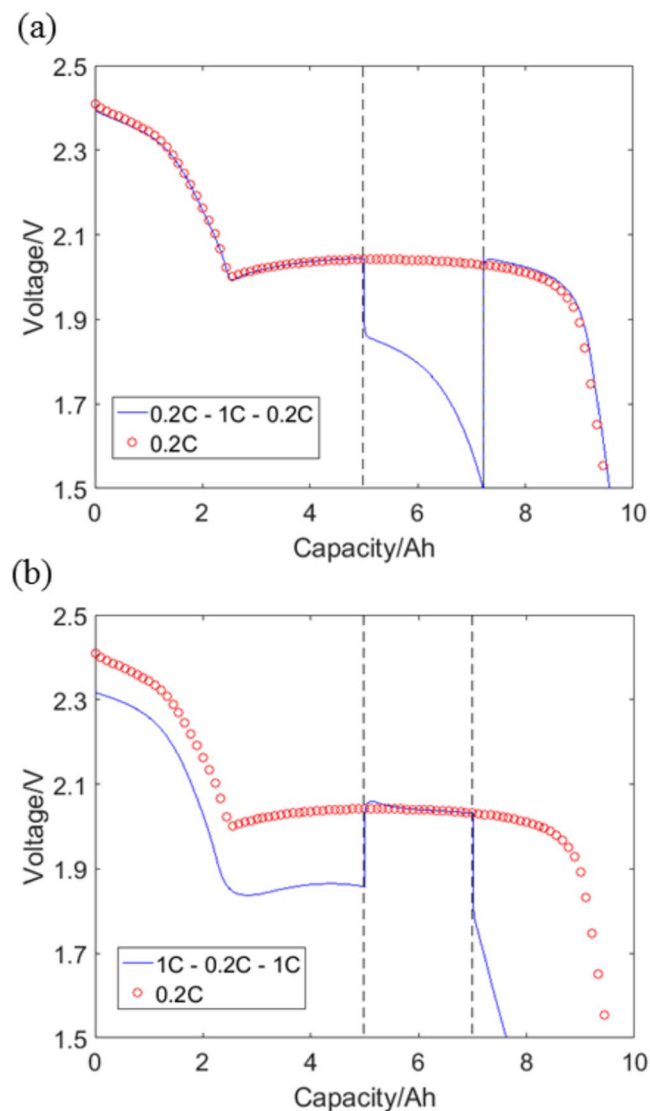 (a)
2.5
2.3
2.1
1.9
1.7
1.5
Voltage/V
0.2C - 1C - 0.2C
0.2C
0 2 4 6 8 10
Capacity/Ah
(b)
2.5
2.3
2.1
1.9
1.7
1.5
Voltage/V
1C - 0.2C - 1C
0.2C
0 2 4 6 8 10
Capacity/Ah